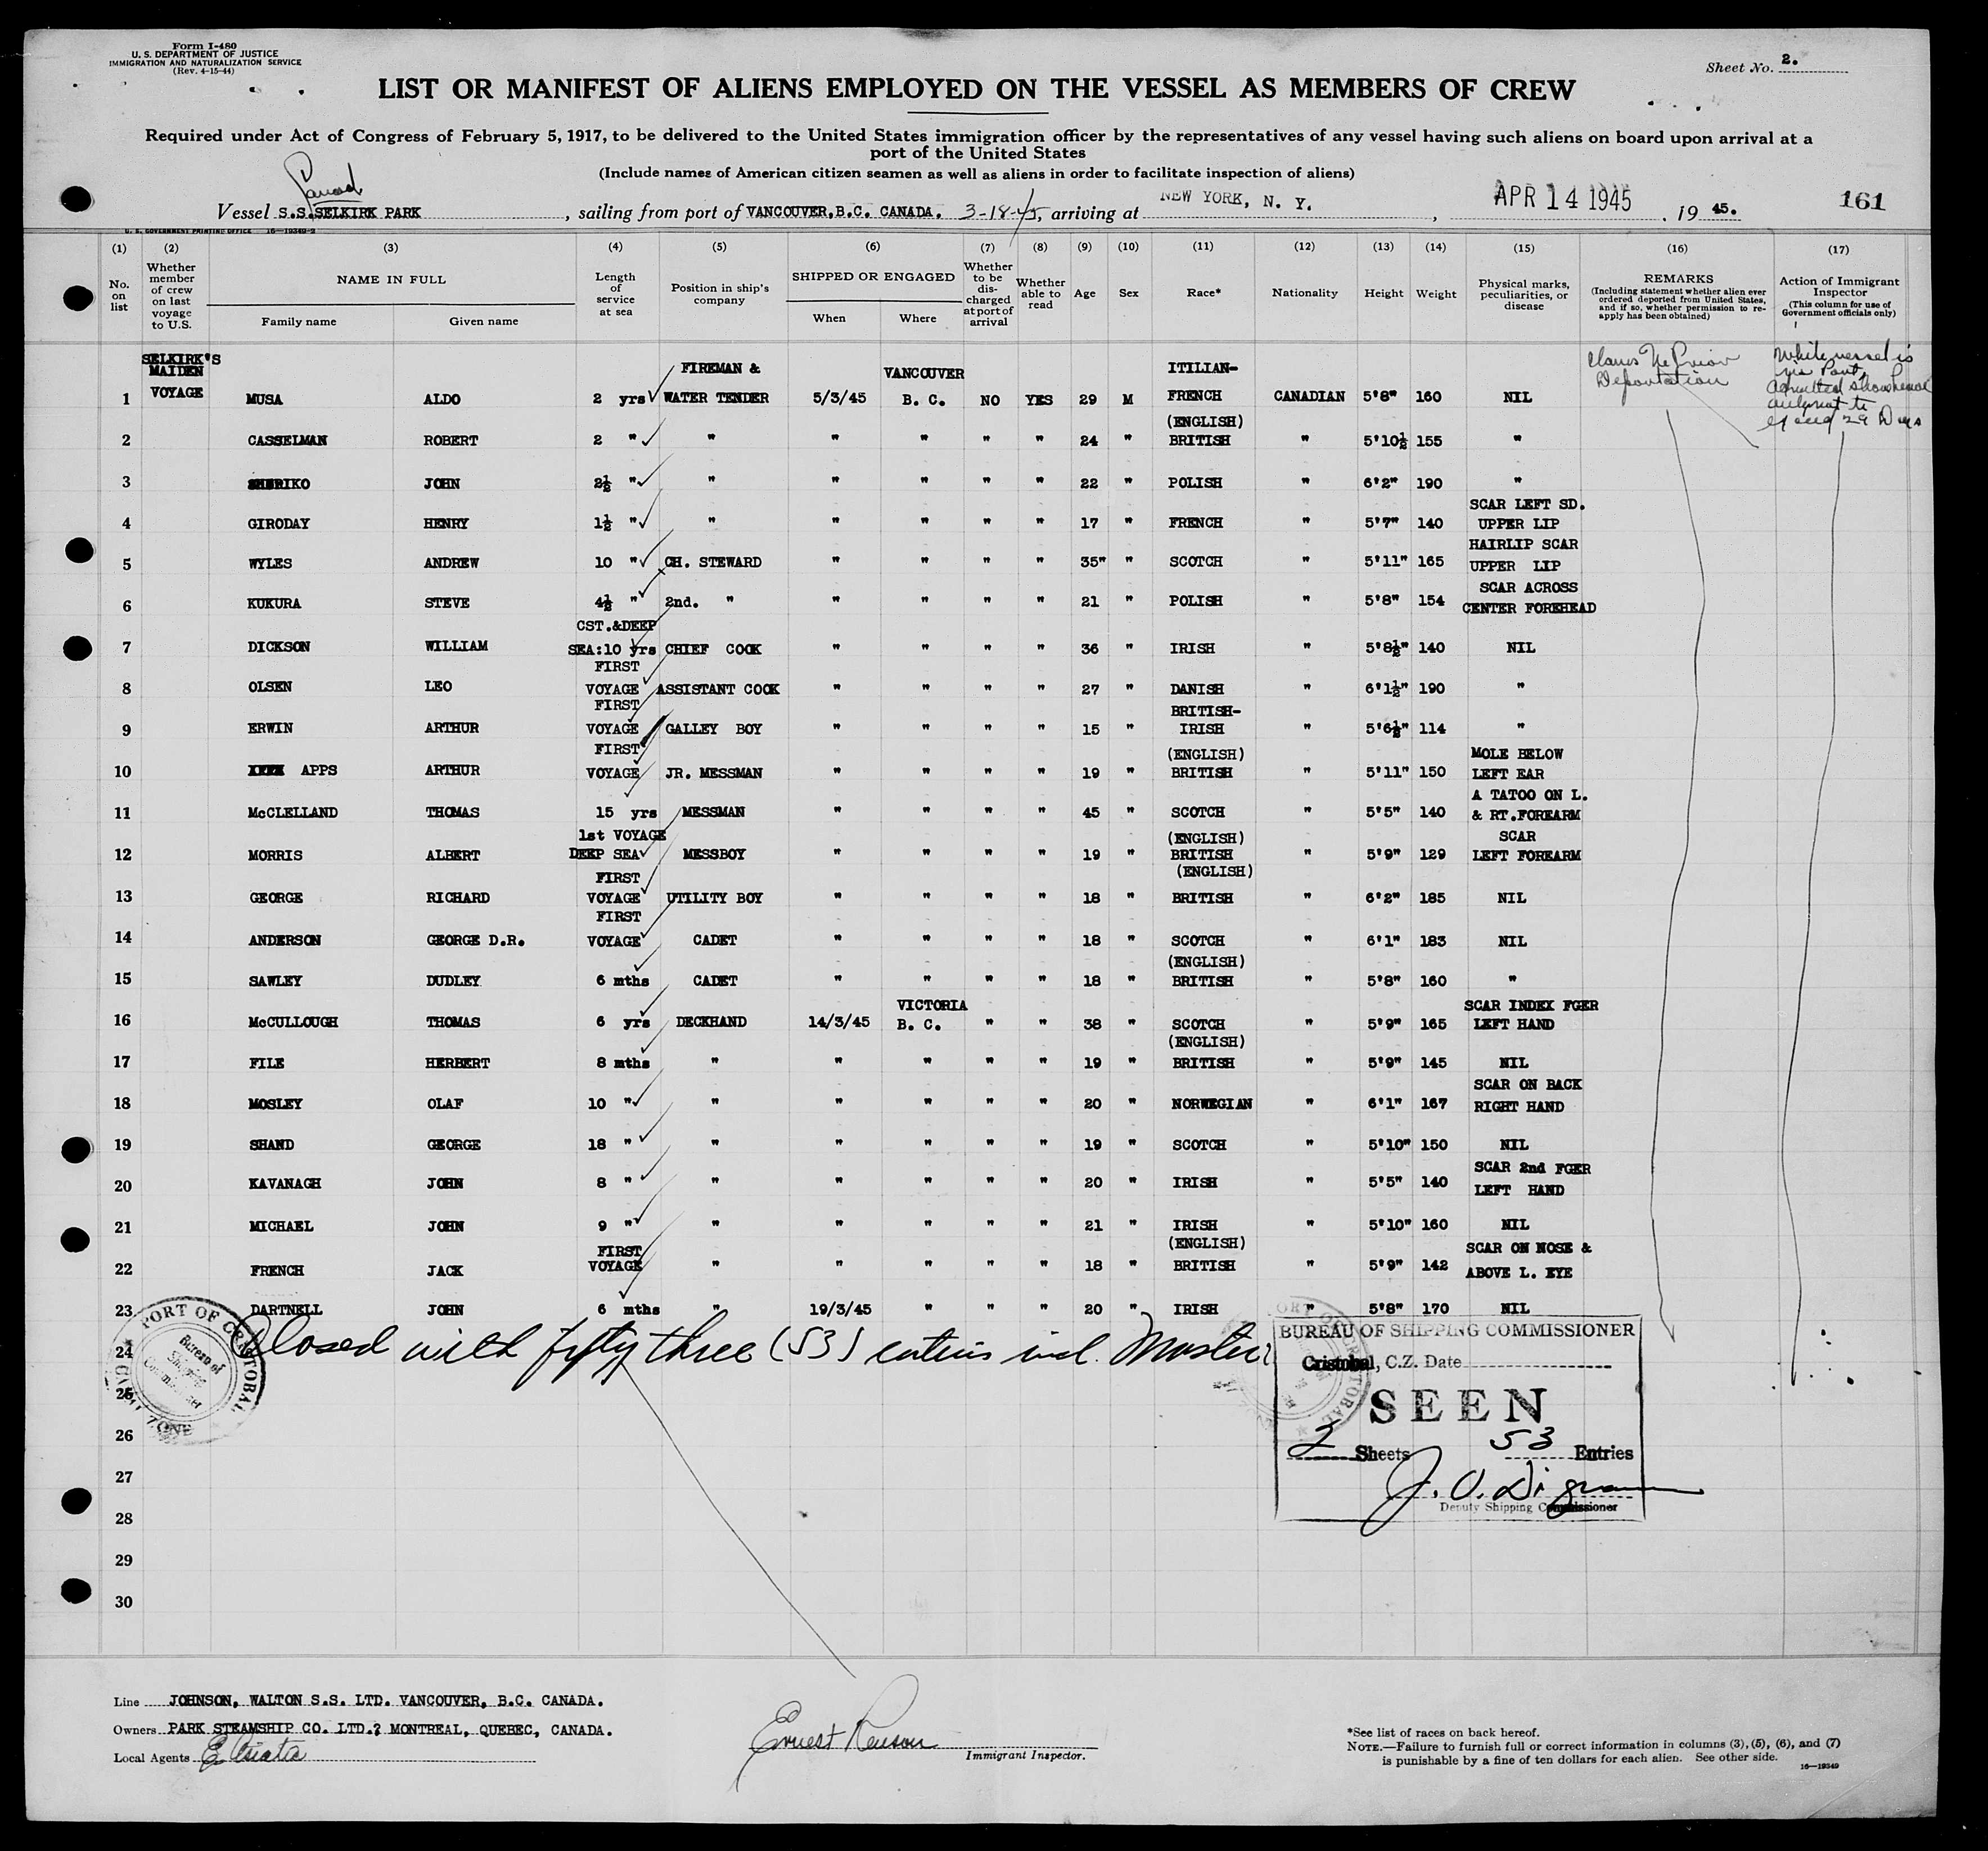 Form I-480
U. S. DEPARTMENT OF JUSTICE
IMMIGRATION AND NATURALIZATION SERVICE
(Rev. 4-15-44)
Sheet No. 2.
LIST OR MANIFEST OF ALIENS EMPLOYED ON THE VESSEL AS MEMBERS OF CREW
Required under Act of Congress of February 5, 1917, to be delivered to the United States immigration officer by the representatives of any vessel having such aliens on board upon arrival at a
port of the United States
(Include names of American citizen seamen as well as aliens in order to facilitate inspection of aliens)
Vessel S.S.SELKIRK PARK, sailing from port of VANCOUVER,B.C. CANADA. 3-18-45, arriving at NEW YORK, N. Y., APR 14 1945, 19 45. 161
U. S. GOVERNMENT PRINTING OFFICE 16-19349-2
(1) (2) (3) (4) (5) (6) (7) (8) (9) (10) (11) (12) (13) (14) (15) (16) (17)
No. on list
Whether member of crew on last voyage to U.S.
NAME IN FULL
Family name Given name
Length of service at sea
Position in ship's company
SHIPPED OR ENGAGED
When Where
Whether to be discharged at port of arrival
Whether able to read
Age Sex Race* Nationality Height Weight
Physical marks, peculiarities, or disease
REMARKS
(Including statement whether alien ever ordered deported from United States, and if so, whether permission to re-apply has been obtained)
Action of Immigrant Inspector
(This column for use of Government officials only)
SELKIRK'S MAIDEN VOYAGE
1 MUSA ALDO 2 yrs FIREMAN & WATER TENDER 5/3/45 VANCOUVER B. C. NO YES 29 M ITILIAN-FRENCH CANADIAN 5'8" 160 NIL
2 CASSELMAN ROBERT 2 " " " " " " 24 " (ENGLISH) BRITISH " 5'10½ 155 "
3 JOHN 2½ " " " " " " 22 " POLISH " 6'2" 190 "
4 GIRODAY HENRY 1½ " " " " " " 17 " FRENCH " 5'7" 140 SCAR LEFT SD. UPPER LIP
5 WYLES ANDREW 10 " CH. STEWARD " " " " 35" " SCOTCH " 5'11" 165 HAIRLIP SCAR UPPER LIP
6 KUKURA STEVE 4½ " 2nd. " " " " " 21 " POLISH " 5'8" 154 SCAR ACROSS CENTER FOREHEAD
7 DICKSON WILLIAM CST.&DEEP SEA:10 yrs CHIEF COOK " " " " 36 " IRISH " 5'8½" 140 NIL
8 OLSEN LEO FIRST VOYAGE ASSISTANT COOK " " " " 27 " DANISH " 6'1½" 190 "
9 ERWIN ARTHUR FIRST VOYAGE GALLEY BOY " " " " 15 " BRITISH-IRISH " 5'6½" 114 "
10 APPS ARTHUR FIRST VOYAGE JR. MESSMAN " " " " 19 " (ENGLISH) BRITISH " 5'11" 150 MOLE BELOW LEFT EAR
11 McCLELLAND THOMAS 15 yrs MESSMAN " " " " 45 " SCOTCH " 5'5" 140 A TATOO ON L. & RT.FOREARM
12 MORRIS ALBERT 1st VOYAGE DEEP SEA MESSBOY " " " " 19 " (ENGLISH) BRITISH " 5'9" 129 SCAR LEFT FOREARM
13 GEORGE RICHARD FIRST VOYAGE UTILITY BOY " " " " 18 " (ENGLISH) BRITISH " 6'2" 185 NIL
14 ANDERSON GEORGE D.R. FIRST VOYAGE CADET " " " " 18 " SCOTCH " 6'1" 183 NIL
15 SAWLEY DUDLEY 6 mths CADET " " " " 18 " (ENGLISH) BRITISH " 5'8" 160 "
16 McCULLOUGH THOMAS 6 yrs DECKHAND 14/3/45 VICTORIA B. C. " " 38 " SCOTCH " 5'9" 165 SCAR INDEX FGER LEFT HAND
17 FILE HERBERT 8 mths " " " " " 19 " (ENGLISH) BRITISH " 5'9" 145 NIL
18 MOSLEY OLAF 10 " " " " " " 20 " NORWEGIAN " 6'1" 167 SCAR ON BACK RIGHT HAND
19 SHAND GEORGE 18 " " " " " " 19 " SCOTCH " 5'10" 150 NIL
20 KAVANAGH JOHN 8 " " " " " " 20 " IRISH " 5'5" 140 SCAR 2nd FGER LEFT HAND
21 MICHAEL JOHN 9 " " " " " " 21 " IRISH " 5'10" 160 NIL
22 FRENCH JACK FIRST VOYAGE " " " " " 18 " (ENGLISH) BRITISH " 5'9" 142 SCAR ON NOSE & ABOVE L. EYE
23 DARTNELL JOHN 6 mths " 19/3/45 " " " 20 " IRISH " 5'8" 170 NIL
24 Closed with fifty three (53) entries incl. Master
25
26
27
28
29
30
Claims No Prior Deportation
PORT OF CRISTOBAL
Bureau of Shipping
BUREAU OF SHIPPING COMMISSIONER
Cristobal, C.Z. Date
SEEN
2 Sheets 53 Entries
Deputy Shipping Commissioner
Line JOHNSON, WALTON S.S. LTD. VANCOUVER, B.C. CANADA.
Owners PARK STEAMSHIP CO. LTD.? MONTREAL, QUEBEC, CANADA.
Local Agents
Ernest
Immigrant Inspector.
*See list of races on back hereof.
NOTE.—Failure to furnish full or correct information in columns (3), (5), (6), and (7)
is punishable by a fine of ten dollars for each alien. See other side.
16-19349